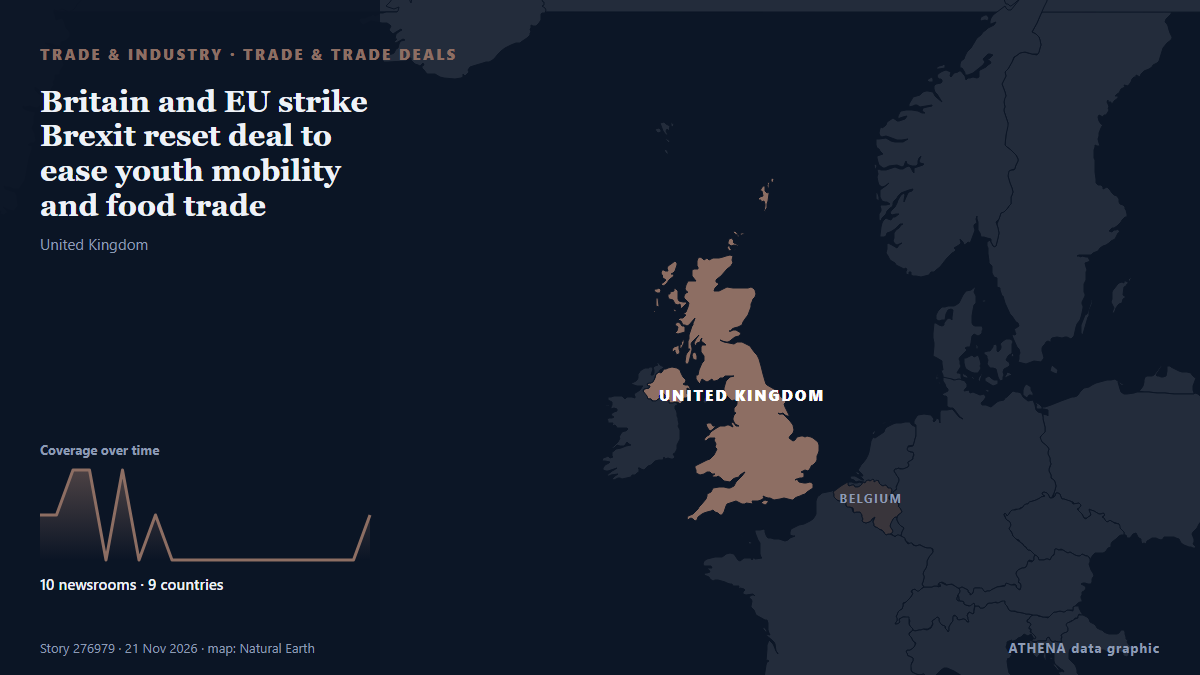 TRADE & INDUSTRY · TRADE & TRADE DEALS
Britain and EU strike
Brexit reset deal to
ease youth mobility
and food trade
United Kingdom
UNITED KINGDOM
BELGIUM
Coverage over time
10 newsrooms · 9 countries
Story 276979 · 21 Nov 2026 · map: Natural Earth
ATHENA data graphic